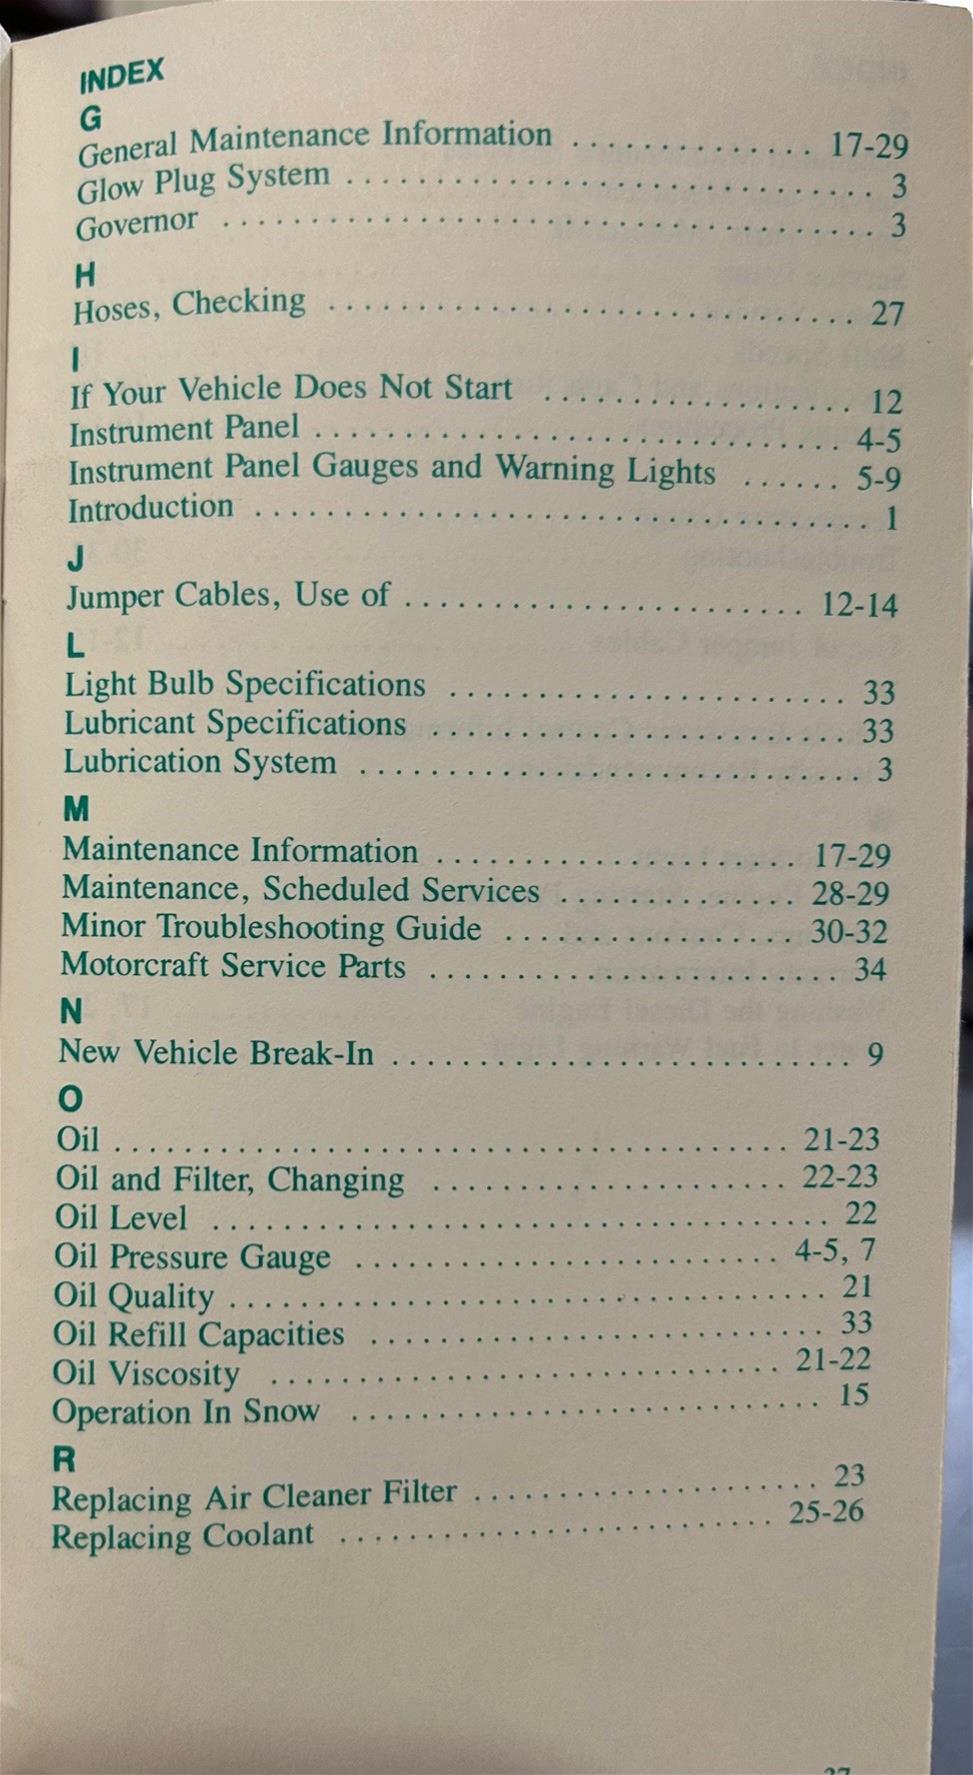 INDEX
G
General Maintenance Information .............. 17-29
Glow Plug System ............................... 3
Governor ..................................... 3
H
Hoses, Checking .............................. 27
I
If Your Vehicle Does Not Start .................. 12
Instrument Panel .............................. 4-5
Instrument Panel Gauges and Warning Lights ...... 5-9
Introduction ................................... 1
J
Jumper Cables, Use of ....................... 12-14
L
Light Bulb Specifications ....................... 33
Lubricant Specifications ........................ 33
Lubrication System ............................. 3
M
Maintenance Information ..................... 17-29
Maintenance, Scheduled Services .............. 28-29
Minor Troubleshooting Guide ................. 30-32
Motorcraft Service Parts ........................ 34
N
New Vehicle Break-In ........................... 9
O
Oil ....................................... 21-23
Oil and Filter, Changing ..................... 22-23
Oil Level ................................... 22
Oil Pressure Gauge ......................... 4-5, 7
Oil Quality ................................... 21
Oil Refill Capacities .......................... 33
Oil Viscosity .............................. 21-22
Operation In Snow ........................... 15
R
Replacing Air Cleaner Filter ..................... 23
Replacing Coolant .......................... 25-26